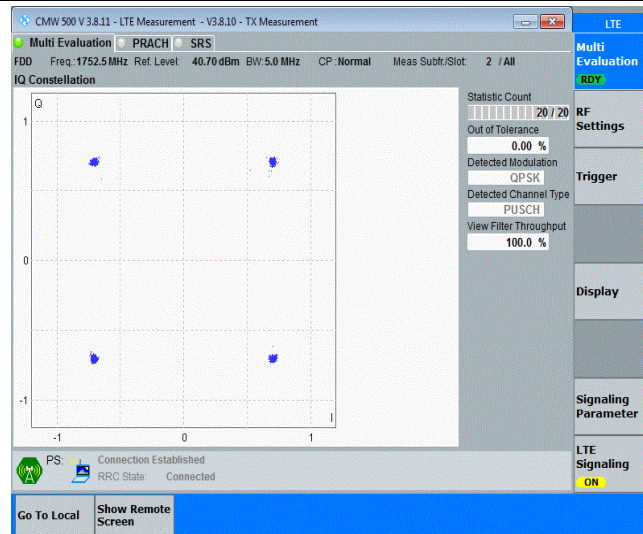 CMW 500 V 3.8.11 - LTE Measurement - V3.8.10 - TX Measurement
LTE
Multi Evaluation PRACH SRS
FDD Freq.:1752.5 MHz Ref. Level: 40.70 dBm BW:5.0 MHz CP :Normal Meas Subfr./Slot: 2 / All
IQ Constellation
Q
1
0
-1
-1 0 1
I
Statistic Count
20 / 20
Out of Tolerance
0.00 %
Detected Modulation
QPSK
Detected Channel Type
PUSCH
View Filter Throughput
100.0 %
Multi
Evaluation
RDY
RF
Settings
Trigger
Display
Signaling
Parameter
LTE
Signaling
ON
PS: Connection Established
RRC State: Connected
Go To Local
Show Remote
Screen